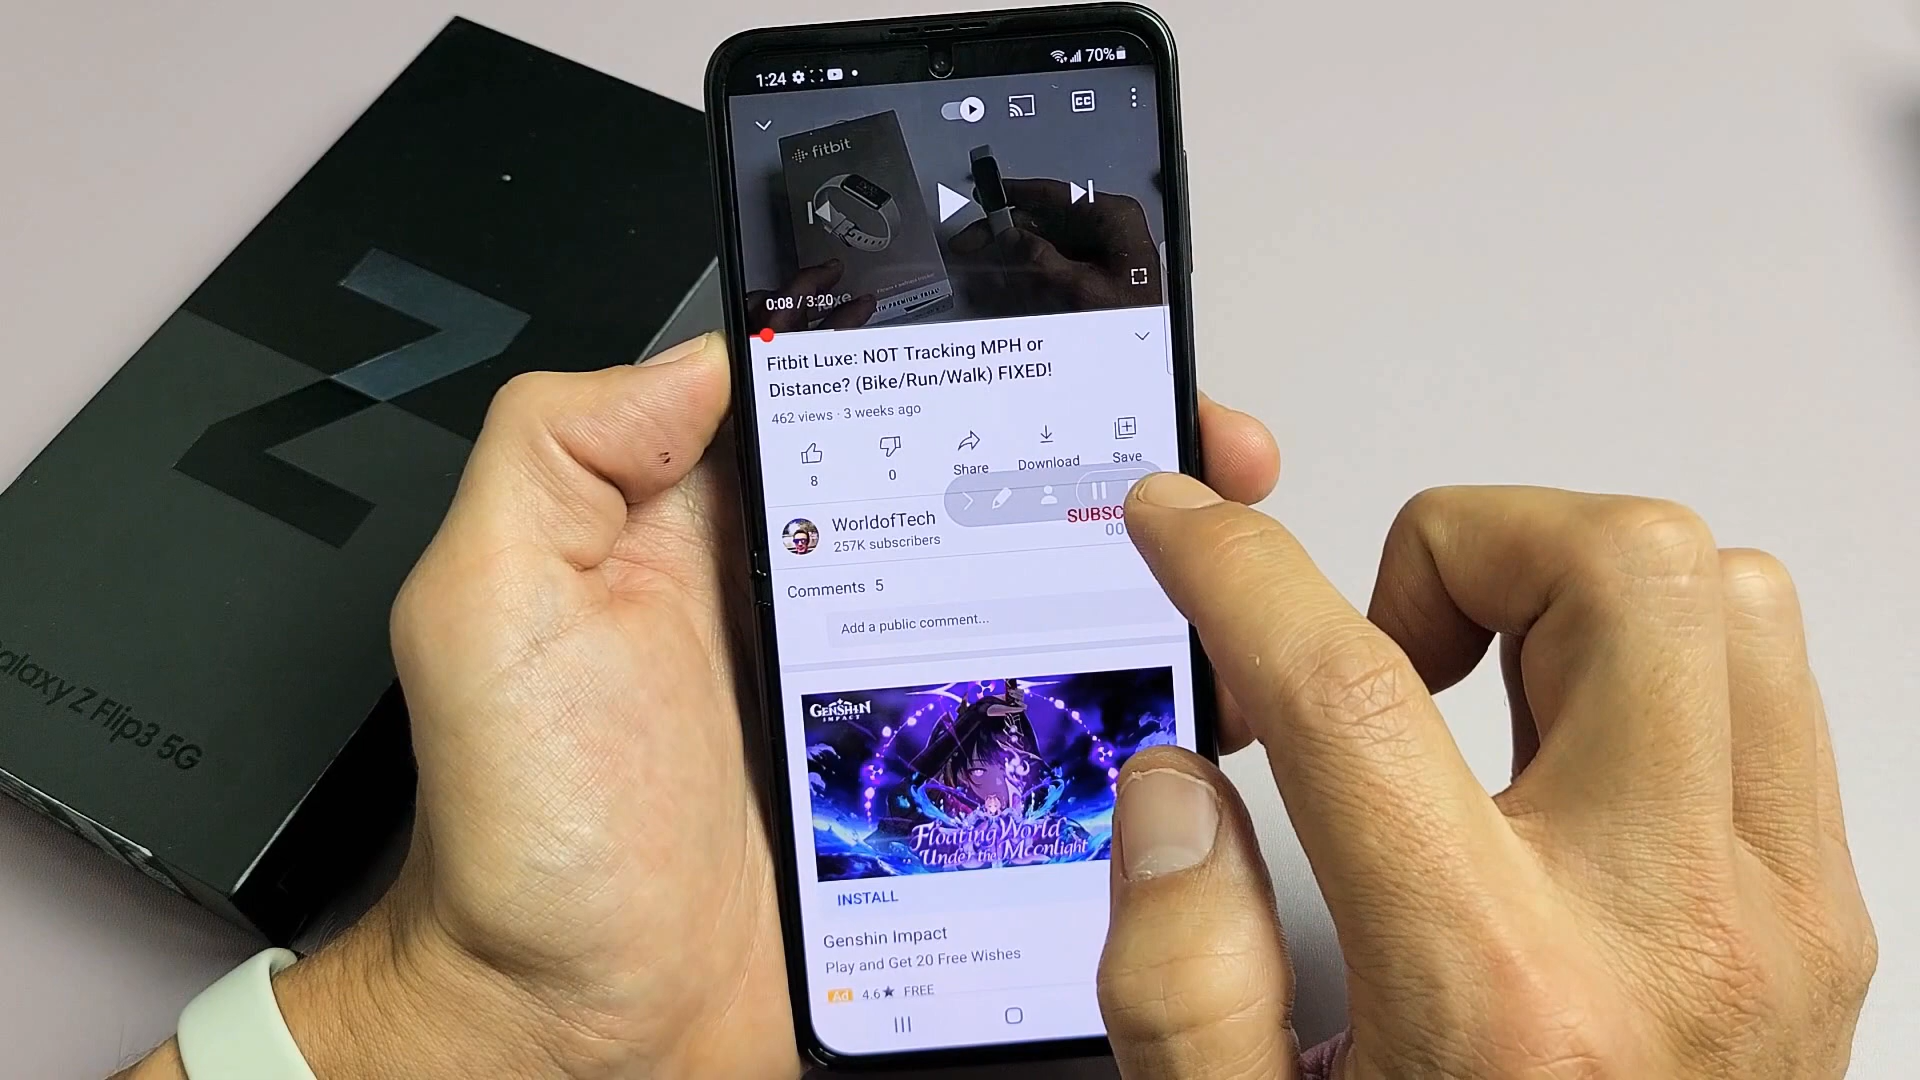 1:24
70%
fitbit
CC
0:08 / 3:20
Fitbit Luxe: NOT Tracking MPH or
Distance? (Bike/Run/Walk) FIXED!
462 views · 3 weeks ago
8
0
Share
Download
Save
WorldofTech
257K subscribers
SUBSC
00
Comments 5
Add a public comment...
GENSHIN
IMPACT
Floating World
Under the Moonlight
INSTALL
Genshin Impact
Play and Get 20 Free Wishes
Ad 4.6★ FREE
Z
alaxy Z Flip3 5G